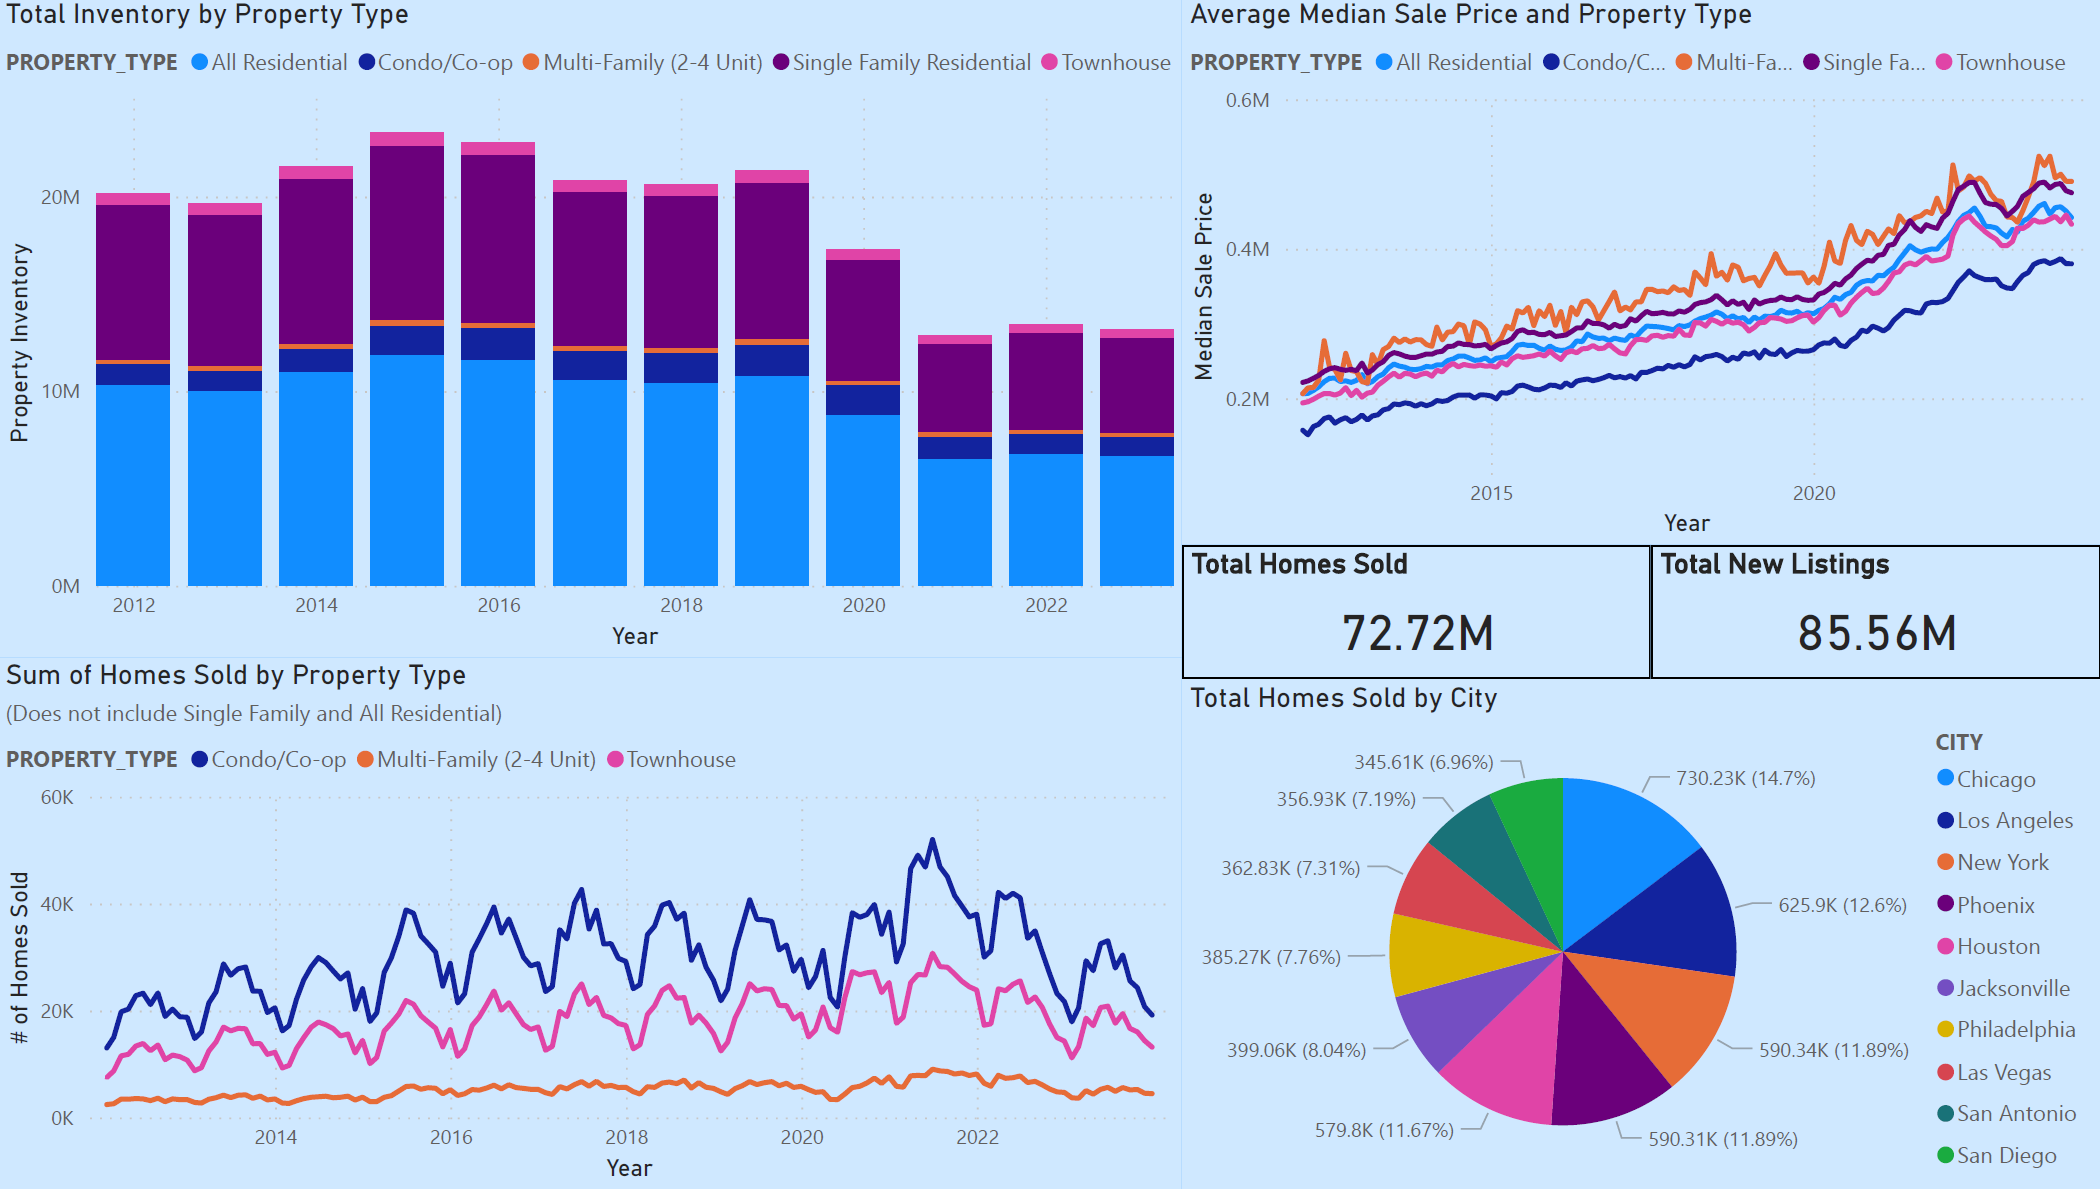 Total Inventory by Property Type
PROPERTY_TYPE All Residential Condo/Co-op Multi-Family (2-4 Unit) Single Family Residential Townhouse
20M
10M
0M
Property Inventory
2012 2014 2016 2018 2020 2022
Year
Average Median Sale Price and Property Type
PROPERTY_TYPE All Residential Condo/C... Multi-Fa... Single Fa... Townhouse
0.6M
0.4M
0.2M
Median Sale Price
2015 2020
Year
Total Homes Sold
72.72M
Total New Listings
85.56M
Sum of Homes Sold by Property Type
(Does not include Single Family and All Residential)
PROPERTY_TYPE Condo/Co-op Multi-Family (2-4 Unit) Townhouse
60K
40K
20K
0K
# of Homes Sold
2014 2016 2018 2020 2022
Year
Total Homes Sold by City
345.61K (6.96%)
730.23K (14.7%)
356.93K (7.19%)
362.83K (7.31%)
625.9K (12.6%)
385.27K (7.76%)
399.06K (8.04%)
590.34K (11.89%)
579.8K (11.67%)
590.31K (11.89%)
CITY
Chicago
Los Angeles
New York
Phoenix
Houston
Jacksonville
Philadelphia
Las Vegas
San Antonio
San Diego